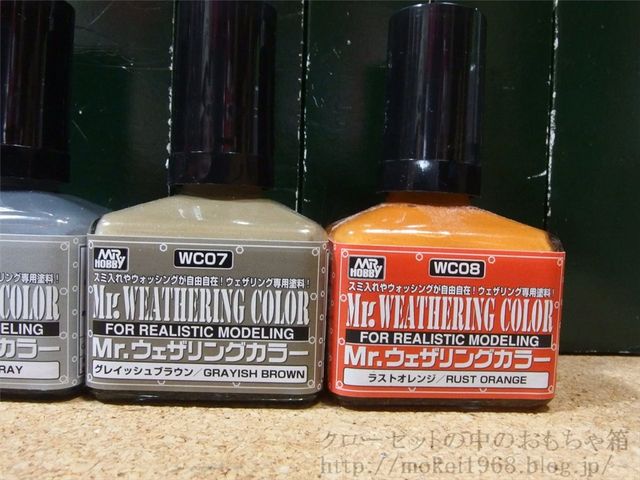 リングカラー専用塗料!
COLOR
MODELING
カラー
RAY
MR HOBBY
WC07
スミ入れやウォッシングが自由自在!ウェザリング専用塗料!
Mr. WEATHERING COLOR
FOR REALISTIC MODELING
Mr.ウェザリングカラー
グレイッシュブラウン/GRAYISH BROWN
MR HOBBY
WC08
スミ入れやウォッシングが自由自在!ウェザリング専用塗料!
Mr. WEATHERING COLOR
FOR REALISTIC MODELING
Mr.ウェザリングカラー
ラストオレンジ/RUST ORANGE
クローゼットの中のおもちゃ箱
http://mokei1968.blog.jp/